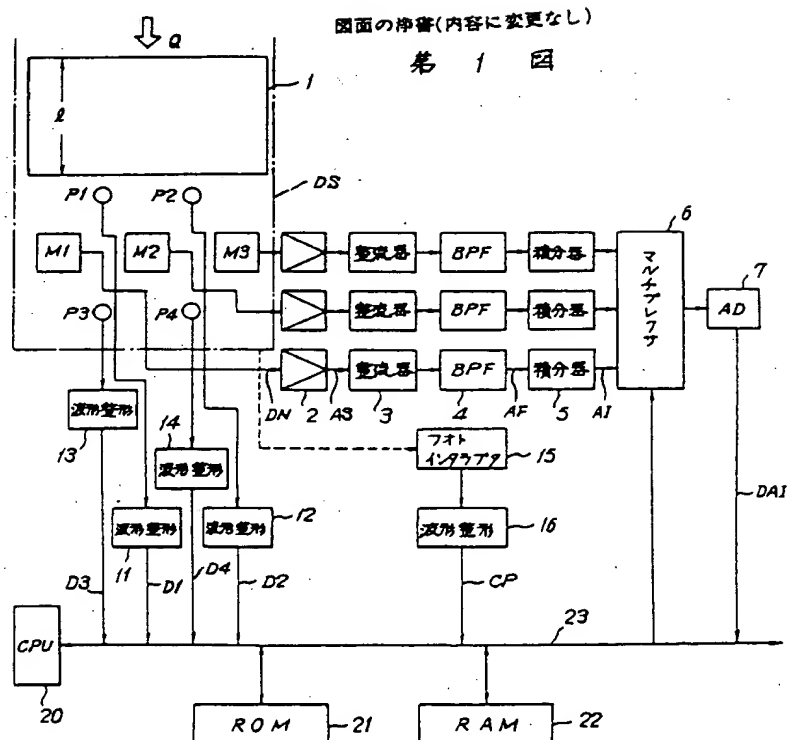 図面の浄書(内容に変更なし)
第 1 図
a
1
l
P1
P2
DS
6
M1
M2
M3
整流器
BPF
積分器
マルチプレクサ
7
AD
P3
P4
整流器
BPF
積分器
整流器
BPF
積分器
DN
2
AS
3
4
AF
5
AI
波形整形
13
14
波形整形
フオト
インタラプタ
15
DAI
波形整形
11
波形整形
12
波形整形
16
D3
D1
D4
D2
CP
23
CPU
20
ROM
21
RAM
22